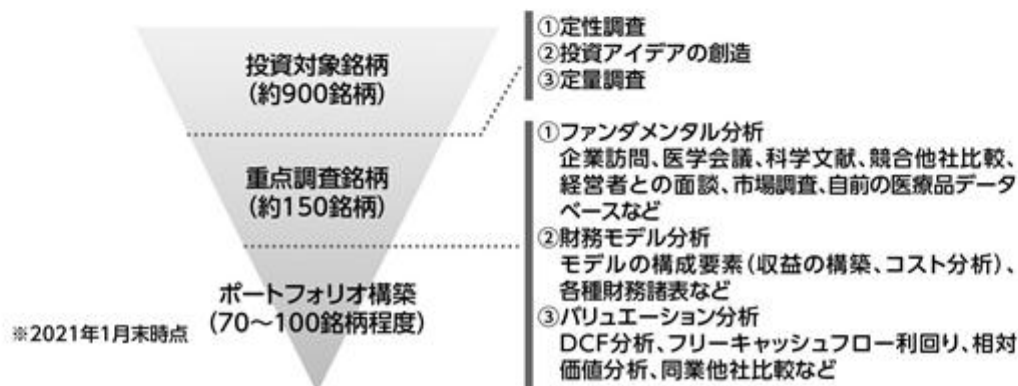 投資対象銘柄
(約900銘柄)
重点調査銘柄
(約150銘柄)
ポートフォリオ構築
(70～100銘柄程度)
※2021年1月末時点
①定性調査
②投資アイデアの創造
③定量調査
①ファンダメンタル分析
企業訪問、医学会議、科学文献、競合他社比較、
経営者との面談、市場調査、自前の医療品データ
ベースなど
②財務モデル分析
モデルの構成要素(収益の構築、コスト分析)、
各種財務諸表など
③バリュエーション分析
DCF分析、フリーキャッシュフロー利回り、相対
価値分析、同業他社比較など